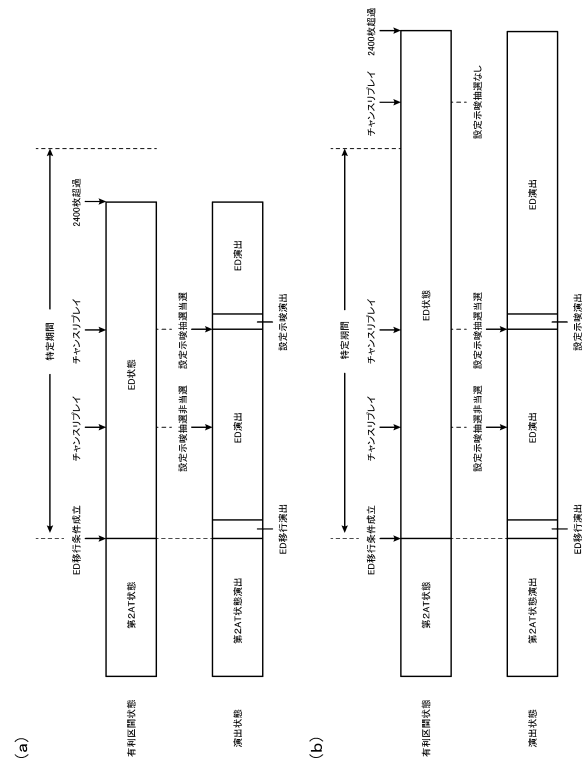 (a)
特定期間
ED移行条件成立
チャンスリプレイ
チャンスリプレイ
2400枚超過
有利区間状態
第2AT状態
ED状態
設定示唆抽選非当選
設定示唆抽選当選
演出状態
第2AT状態演出
ED演出
ED演出
ED移行演出
設定示唆演出
(b)
特定期間
ED移行条件成立
チャンスリプレイ
チャンスリプレイ
チャンスリプレイ
2400枚超過
有利区間状態
第2AT状態
ED状態
設定示唆抽選非当選
設定示唆抽選当選
設定示唆抽選なし
演出状態
第2AT状態演出
ED演出
ED演出
ED移行演出
設定示唆演出